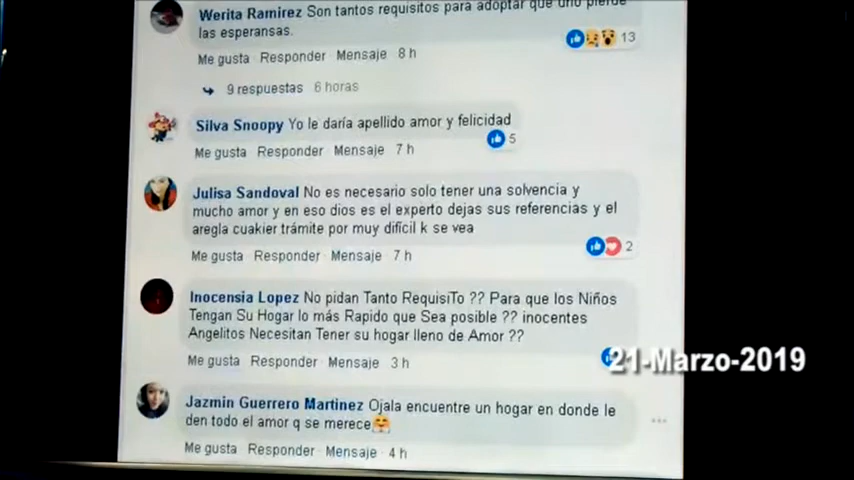 Werita Ramirez Son tantos requisitos para adoptar que uno pierde
las esperansas.
13
Me gusta · Responder · Mensaje · 8 h
9 respuestas · 6 horas
Silva Snoopy Yo le daría apellido amor y felicidad
5
Me gusta · Responder · Mensaje · 7 h
Julisa Sandoval No es necesario solo tener una solvencia y
mucho amor y en eso dios es el experto dejas sus referencias y el
aregla cuakier trámite por muy difícil k se vea
2
Me gusta · Responder · Mensaje · 7 h
Inocensia Lopez No pidan Tanto RequisiTo ?? Para que los Niños
Tengan Su Hogar lo más Rapido que Sea posible ?? inocentes
Angelitos Necesitan Tener su hogar lleno de Amor ??
21-Marzo-2019
Me gusta · Responder · Mensaje · 3 h
Jazmin Guerrero Martinez Ojala encuentre un hogar en donde le
den todo el amor q se merece
Me gusta · Responder · Mensaje · 4 h